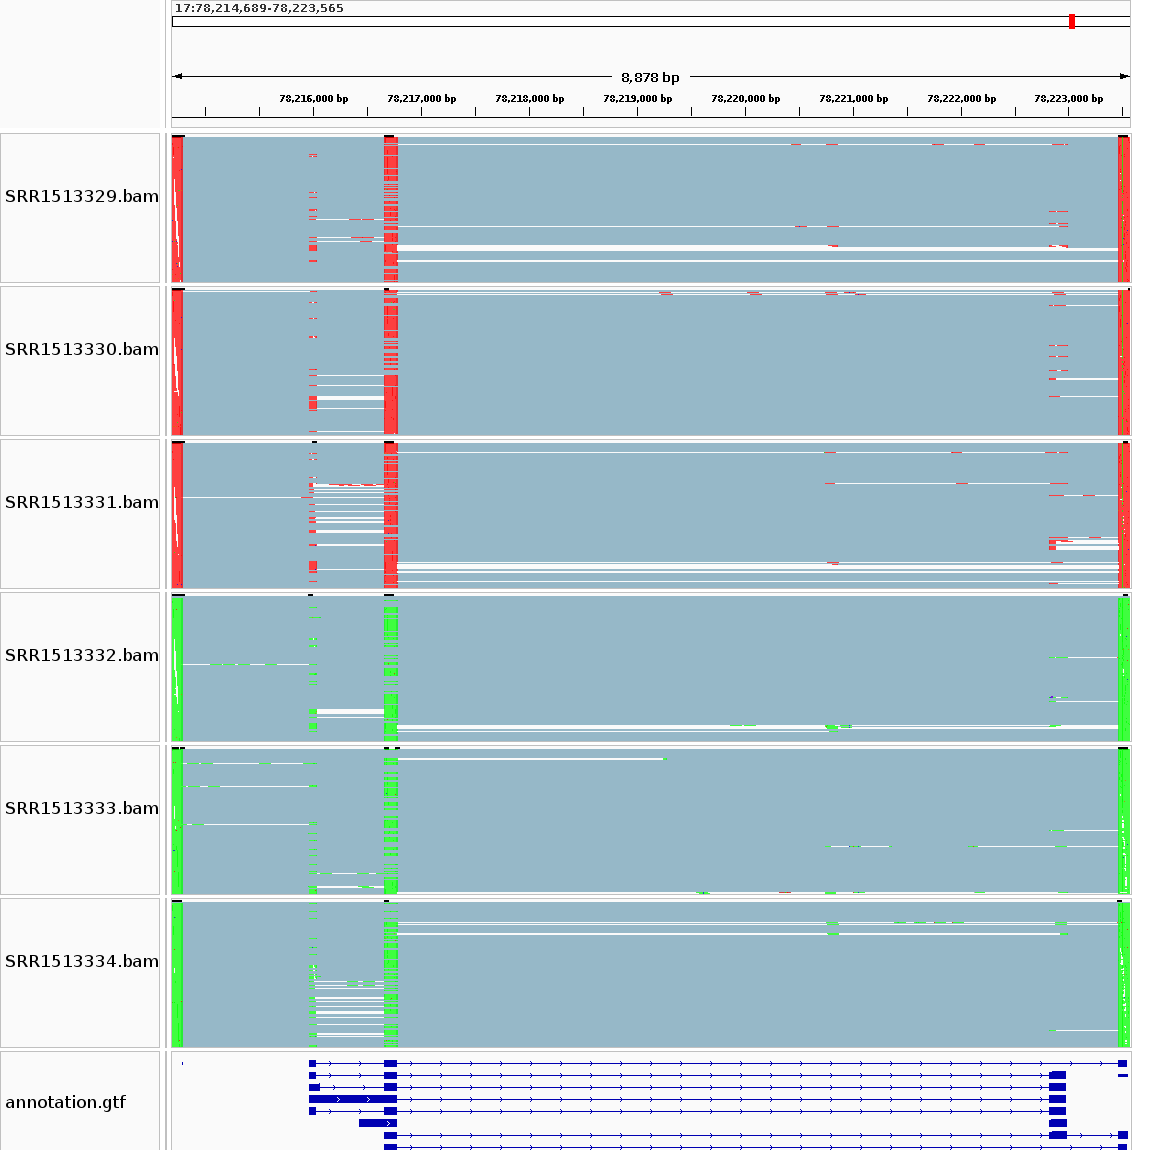 17:78,214,689-78,223,565
8,878 bp
78,216,000 bp 78,217,000 bp 78,218,000 bp 78,219,000 bp 78,220,000 bp 78,221,000 bp 78,222,000 bp 78,223,000 bp
SRR1513329.bam
SRR1513330.bam
SRR1513331.bam
SRR1513332.bam
SRR1513333.bam
SRR1513334.bam
annotation.gtf